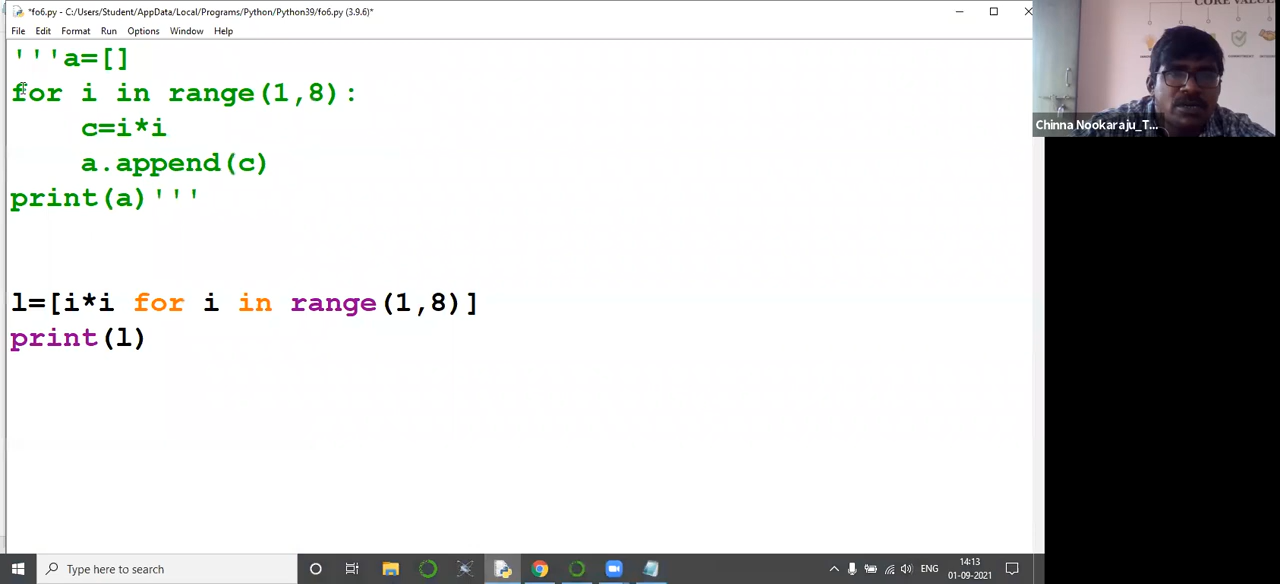 *fo6.py - C:/Users/Student/AppData/Local/Programs/Python/Python39/fo6.py (3.9.6)*
File Edit Format Run Options Window Help
'''a=[]
for i in range(1,8):
    c=i*i
    a.append(c)
print(a)'''
l=[i*i for i in range(1,8)]
print(l)
CORE VALUE
Chinna Nookaraju_T...
Type here to search
ENG
14:13
01-09-2021